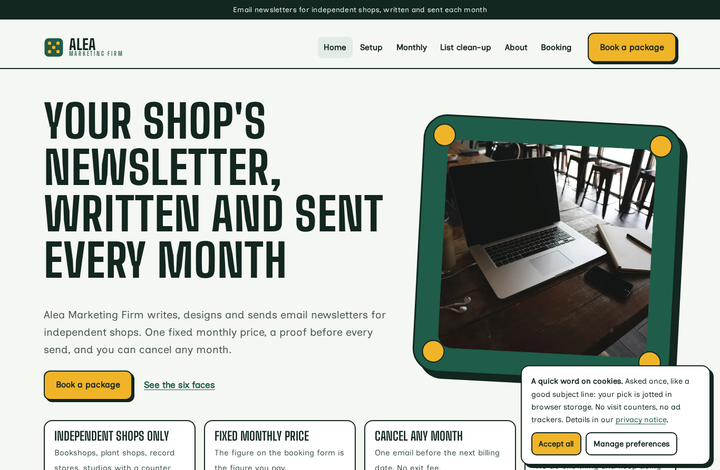 Email newsletters for independent shops, written and sent each month
ALEA
MARKETING FIRM
Home Setup Monthly List clean-up About Booking Book a package
YOUR SHOP'S
NEWSLETTER,
WRITTEN AND SENT
EVERY MONTH
Alea Marketing Firm writes, designs and sends email newsletters for
independent shops. One fixed monthly price, a proof before every
send, and you can cancel any month.
Book a package See the six faces
INDEPENDENT SHOPS ONLY
Bookshops, plant shops, record
stores, studios with a counter.
FIXED MONTHLY PRICE
The figure on the booking form is
the figure you pay.
CANCEL ANY MONTH
One email before the next billing
date. No exit fee.
A quick word on cookies. Asked once, like a
good subject line: your pick is jotted in
browser storage. No visit counters, no ad
trackers. Details in our privacy notice.
Accept all Manage preferences